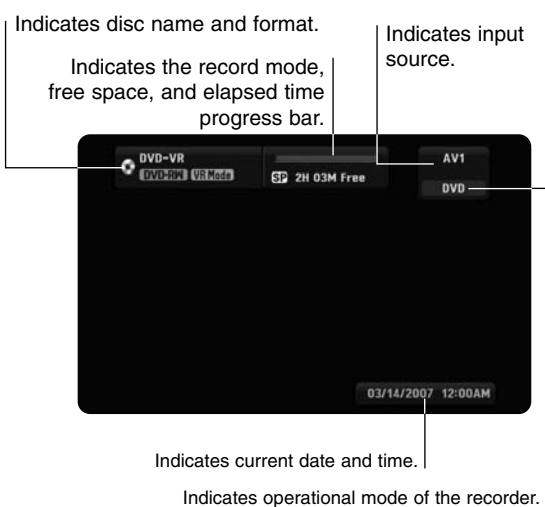 Indicates disc name and format.
Indicates input
source.
Indicates the record mode,
free space, and elapsed time
progress bar.
DVD-VR
DVD-RW VR Mode
SP 2H 03M Free
AV1
DVD
03/14/2007 12:00AM
Indicates current date and time.
Indicates operational mode of the recorder.